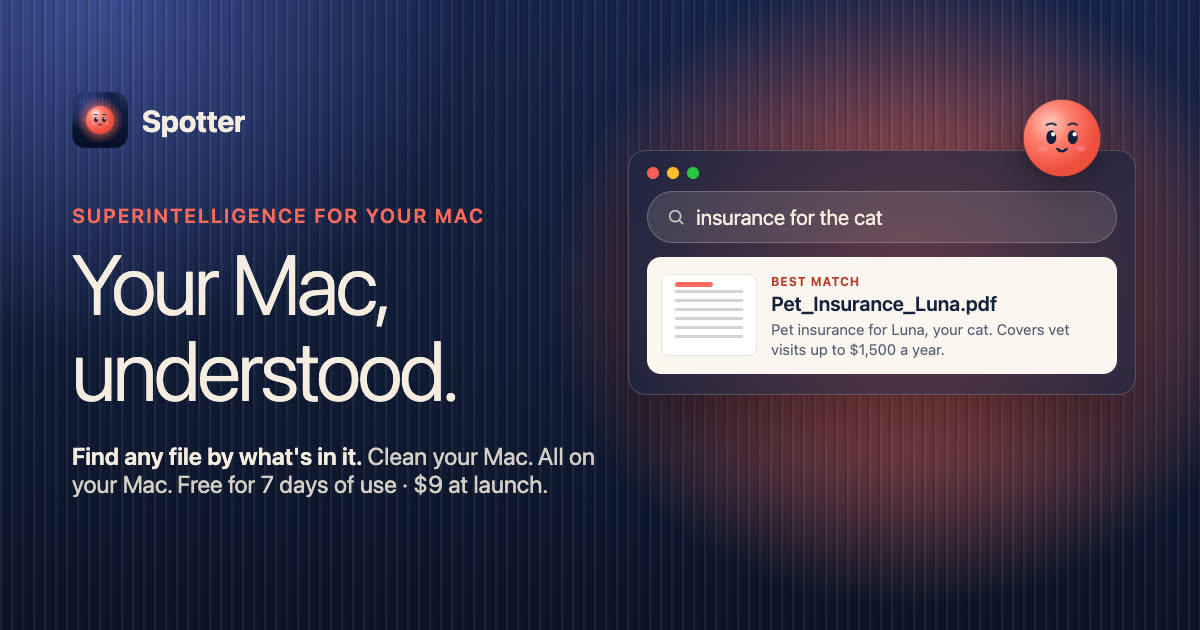 Spotter
SUPERINTELLIGENCE FOR YOUR MAC
Your Mac,
understood.
Find any file by what's in it. Clean your Mac. All on
your Mac. Free for 7 days of use · $9 at launch.
insurance for the cat
BEST MATCH
Pet_Insurance_Luna.pdf
Pet insurance for Luna, your cat. Covers vet
visits up to $1,500 a year.